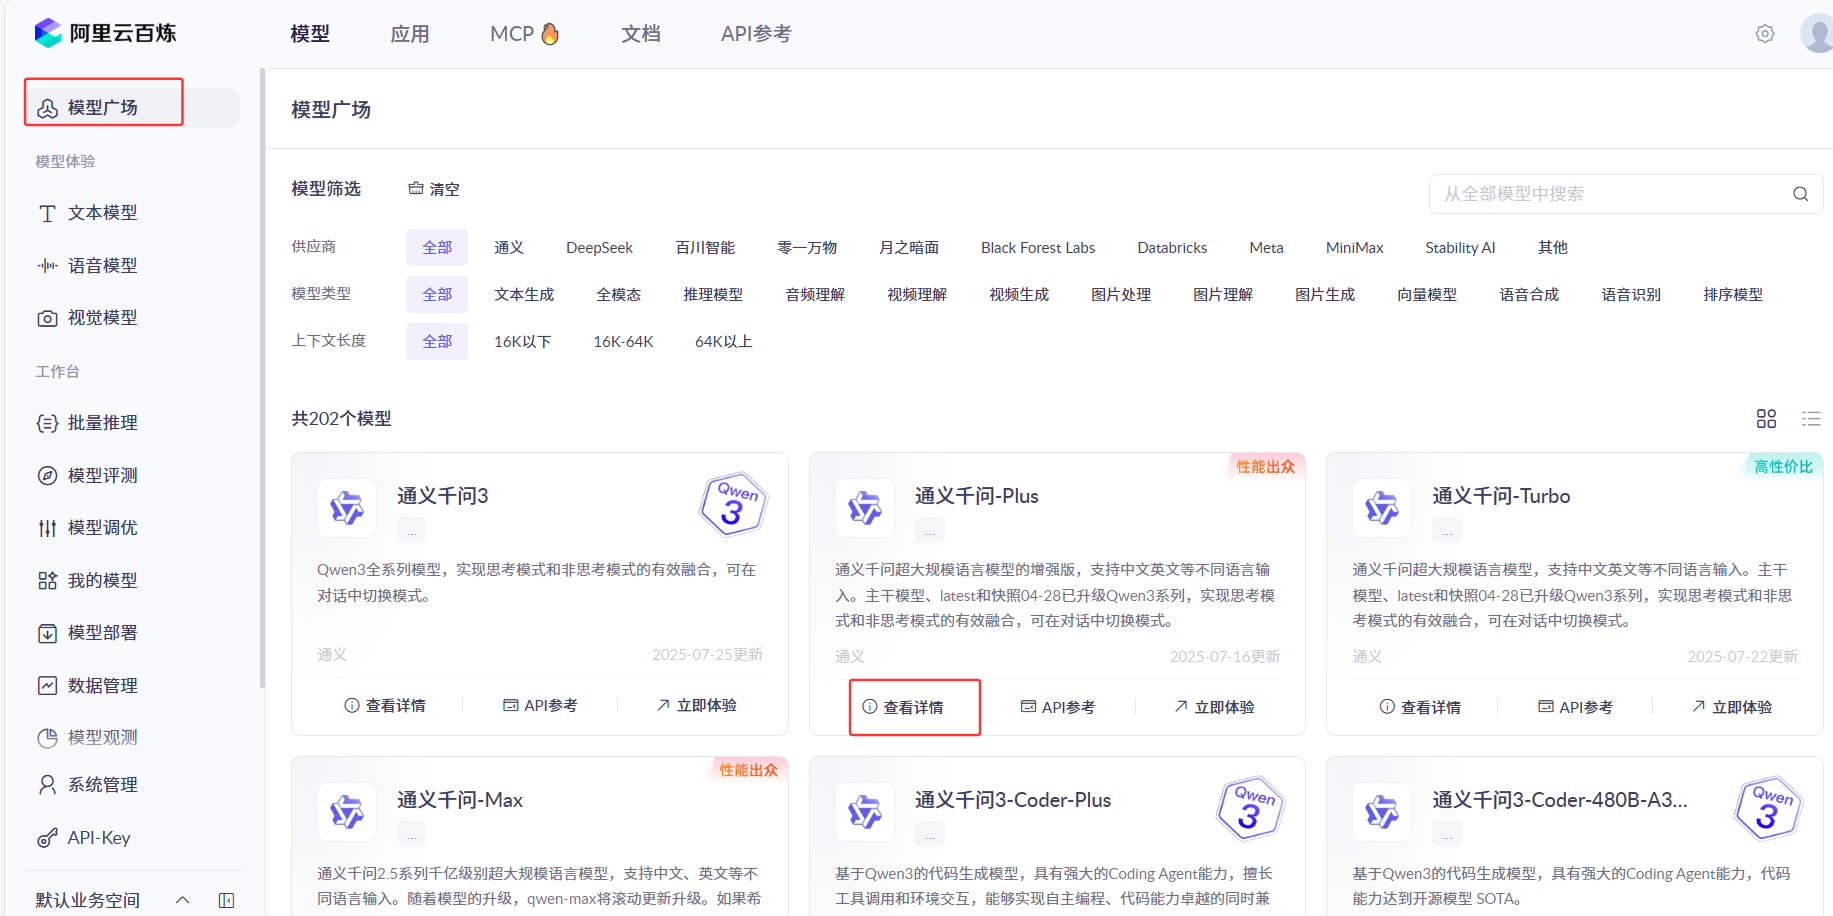 阿里云百炼
模型
应用
MCP
文档
API参考
模型广场
模型体验
文本模型
语音模型
视觉模型
工作台
批量推理
模型评测
模型调优
我的模型
模型部署
数据管理
模型观测
系统管理
API-Key
默认业务空间
模型广场
模型筛选
清空
从全部模型中搜索
供应商 全部 通义 DeepSeek 百川智能 零一万物 月之暗面 Black Forest Labs Databricks Meta MiniMax Stability AI 其他
模型类型 全部 文本生成 全模态 推理模型 音频理解 视频理解 视频生成 图片处理 图片理解 图片生成 向量模型 语音合成 语音识别 排序模型
上下文长度 全部 16K以下 16K-64K 64K以上
共202个模型
通义千问3
Qwen
3
...
Qwen3全系列模型，实现思考模式和非思考模式的有效融合，可在
对话中切换模式。
通义
2025-07-25更新
查看详情
API参考
立即体验
性能出众
通义千问-Plus
...
通义千问超大规模语言模型的增强版，支持中文英文等不同语言输
入。主干模型、latest和快照04-28已升级Qwen3系列，实现思考模
式和非思考模式的有效融合，可在对话中切换模式。
通义
2025-07-16更新
查看详情
API参考
立即体验
高性价比
通义千问-Turbo
...
通义千问超大规模语言模型，支持中文英文等不同语言输入。主干
模型、latest和快照04-28已升级Qwen3系列，实现思考模式和非思
考模式的有效融合，可在对话中切换模式。
通义
2025-07-22更新
查看详情
API参考
立即体验
性能出众
通义千问-Max
...
通义千问2.5系列千亿级别超大规模语言模型，支持中文、英文等不
同语言输入。随着模型的升级，qwen-max将滚动更新升级。如果希
通义千问3-Coder-Plus
Qwen
3
...
基于Qwen3的代码生成模型，具有强大的Coding Agent能力，擅长
工具调用和环境交互，能够实现自主编程、代码能力卓越的同时兼
通义千问3-Coder-480B-A3...
Qwen
3
...
基于Qwen3的代码生成模型，具有强大的Coding Agent能力，代码
能力达到开源模型 SOTA。